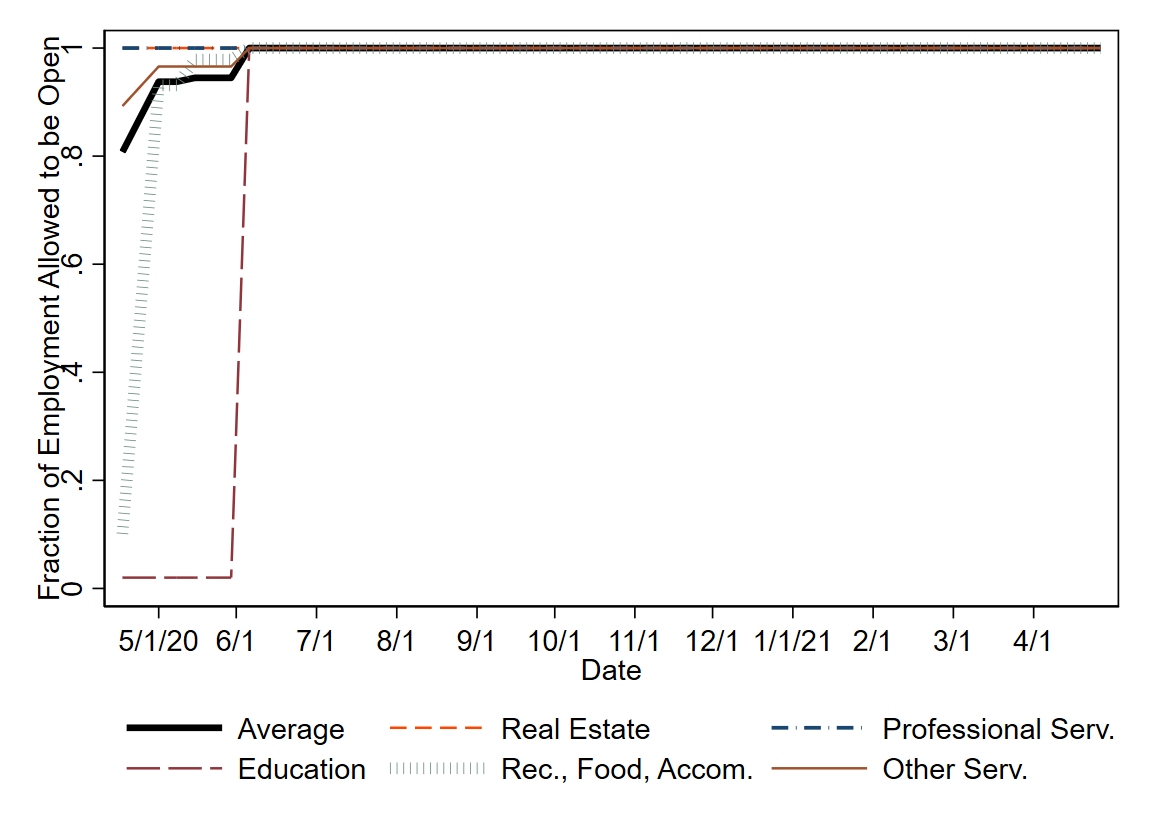 Fraction of Employment Allowed to be Open
1
.8
.6
.4
.2
0
5/1/20 6/1 7/1 8/1 9/1 10/1 11/1 12/1 1/1/21 2/1 3/1 4/1
Date
Average Real Estate Professional Serv.
Education Rec., Food, Accom. Other Serv.